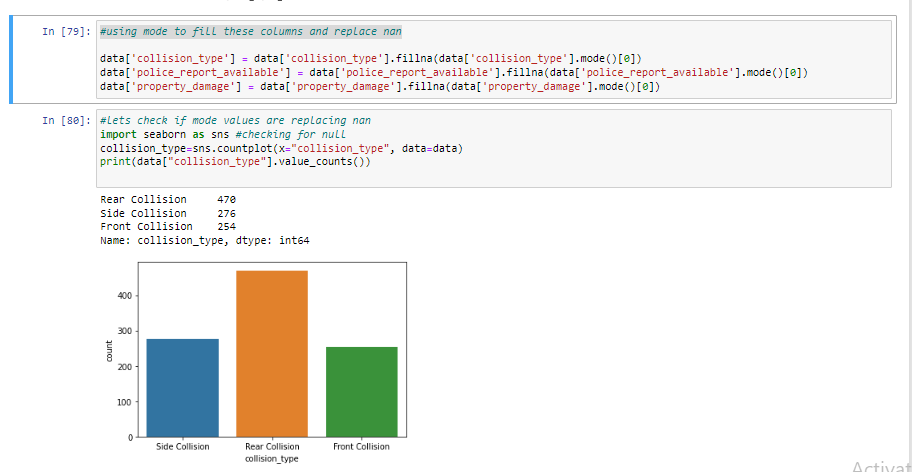 In [79]: #using mode to fill these columns and replace nan
data['collision_type'] = data['collision_type'].fillna(data['collision_type'].mode()[0])
data['police_report_available'] = data['police_report_available'].fillna(data['police_report_available'].mode()[0])
data['property_damage'] = data['property_damage'].fillna(data['property_damage'].mode()[0])
In [80]: #Lets check if mode values are replacing nan
import seaborn as sns #checking for null
collision_type=sns.countplot(x="collision_type", data=data)
print(data["collision_type"].value_counts())
Rear Collision 470
Side Collision 276
Front Collision 254
Name: collision_type, dtype: int64
400
300
200
100
0
count
Side Collision Rear Collision Front Collision
collision_type
Activat